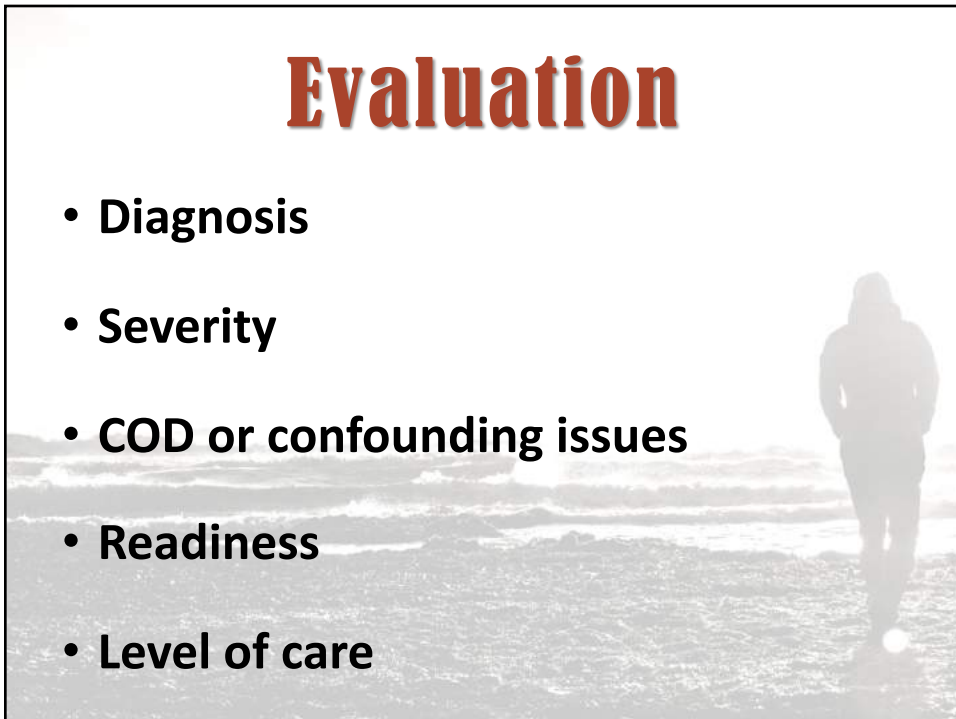 Evaluation
• Diagnosis
• Severity
• COD or confounding issues
• Readiness
• Level of care